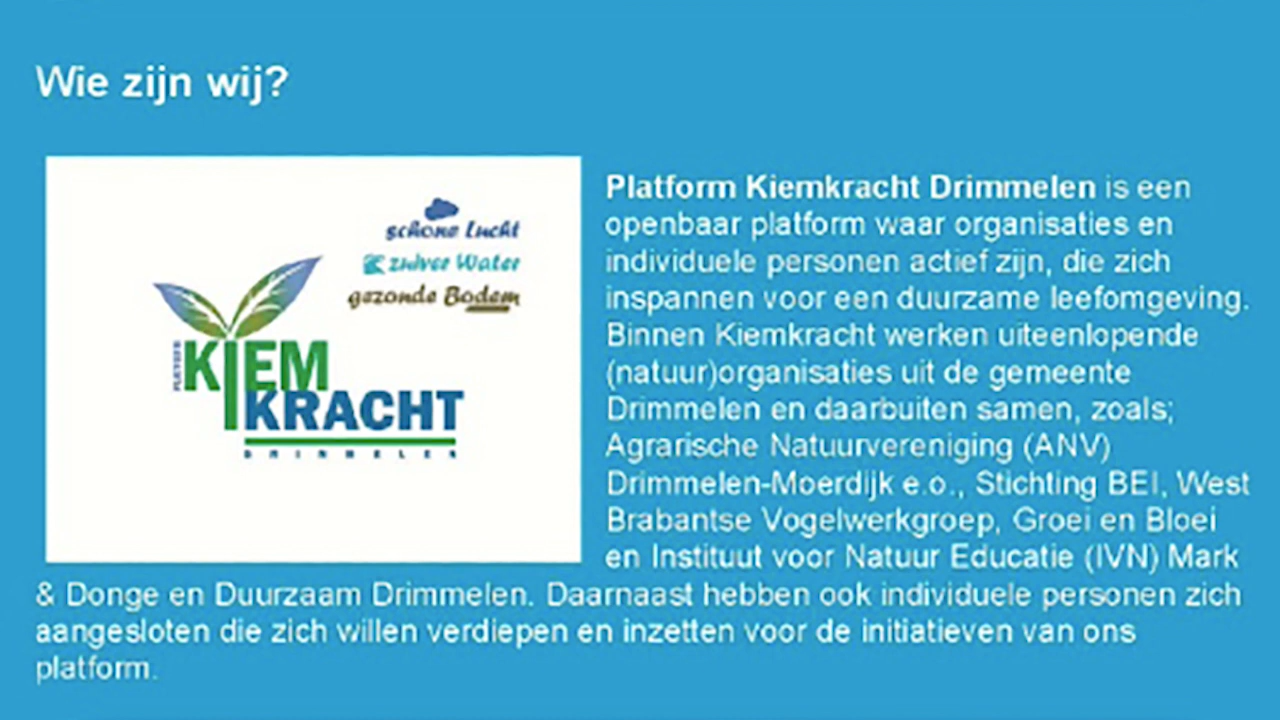 Wie zijn wij?
schone Lucht
zuiver Water
gezonde Bodem
KIEM
KRACHT
DRIMMELEN
Platform Kiemkracht Drimmelen is een
openbaar platform waar organisaties en
individuele personen actief zijn, die zich
inspannen voor een duurzame leefomgeving.
Binnen Kiemkracht werken uiteenlopende
(natuur)organisaties uit de gemeente
Drimmelen en daarbuiten samen, zoals;
Agrarische Natuurvereniging (ANV)
Drimmelen-Moerdijk e.o., Stichting BEI, West
Brabantse Vogelwerkgroep, Groei en Bloei
en Instituut voor Natuur Educatie (IVN) Mark
& Donge en Duurzaam Drimmelen. Daarnaast hebben ook individuele personen zich
aangesloten die zich willen verdiepen en inzetten voor de initiatieven van ons
platform.